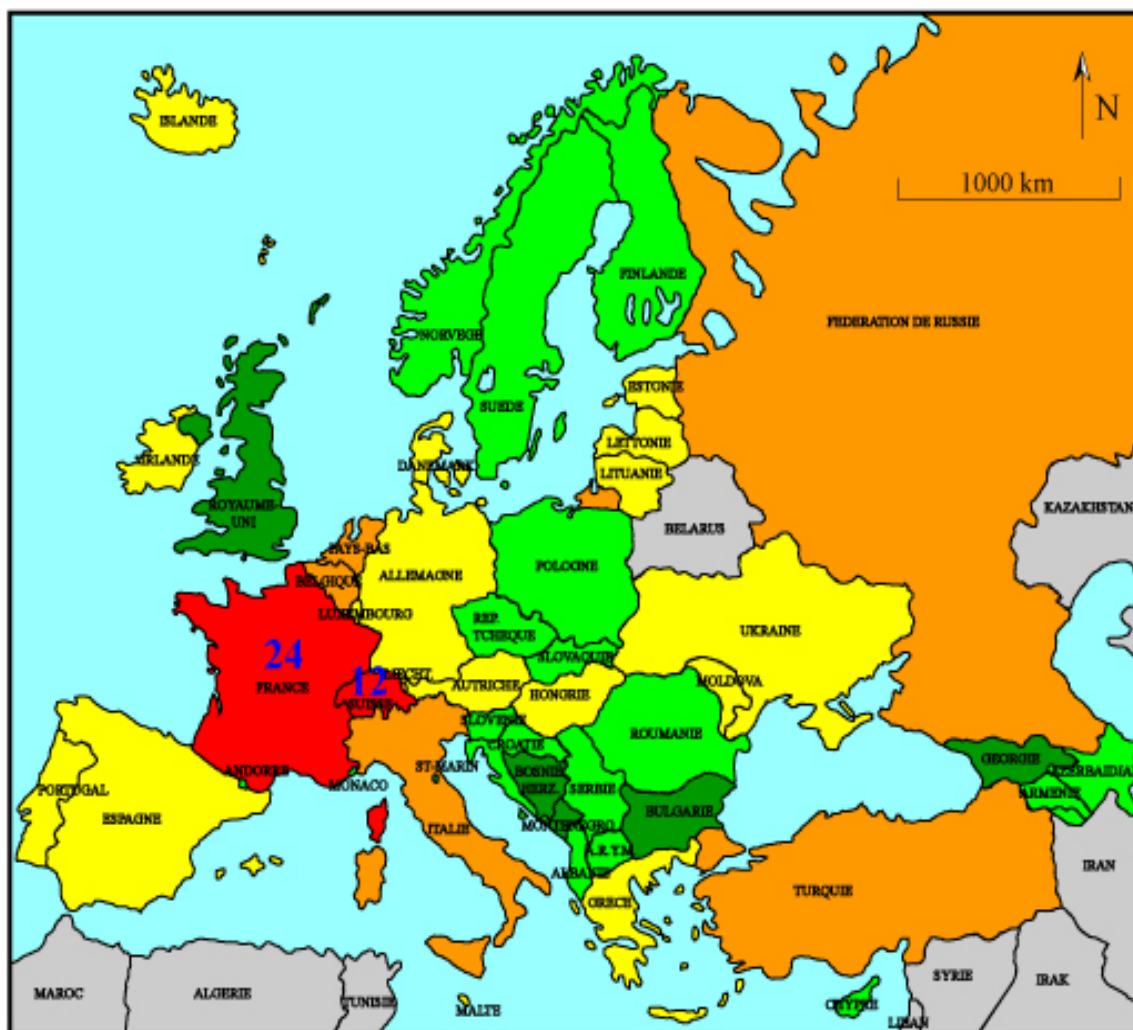 ISLANDE
N
1000 km
FINLANDE
FEDERATION DE RUSSIE
NORVEGE
SUEDE
ESTONIE
LETTONIE
DANEMARK
LITUANIE
IRLANDE
ROYAUME-
UNI
KAZAKHSTAN
BELARUS
PAYS-BAS
BELGIQUE
ALLEMAGNE
POLOGNE
LUXEMBOURG
REP.
TCHEQUE
UKRAINE
SLOVAQUIE
24
FRANCE
12
SUISSE
AUTRICHE
HONGRIE
MOLDOVA
SLOVENIE
CROATIE
ROUMANIE
ANDORRE
MONACO
ST-MARIN
BOSNIE
HERZ.
SERBIE
BULGARIE
GEORGIE
AZERBAIDJA
ARMENIE
PORTUGAL
ESPAGNE
ITALIE
MONTENEGRO
A.R.Y.M.
ALBANIE
GRECE
TURQUIE
IRAN
MAROC
ALGERIE
TUNISIE
MALTE
CHYPRE
SYRIE
IRAK
LIBAN